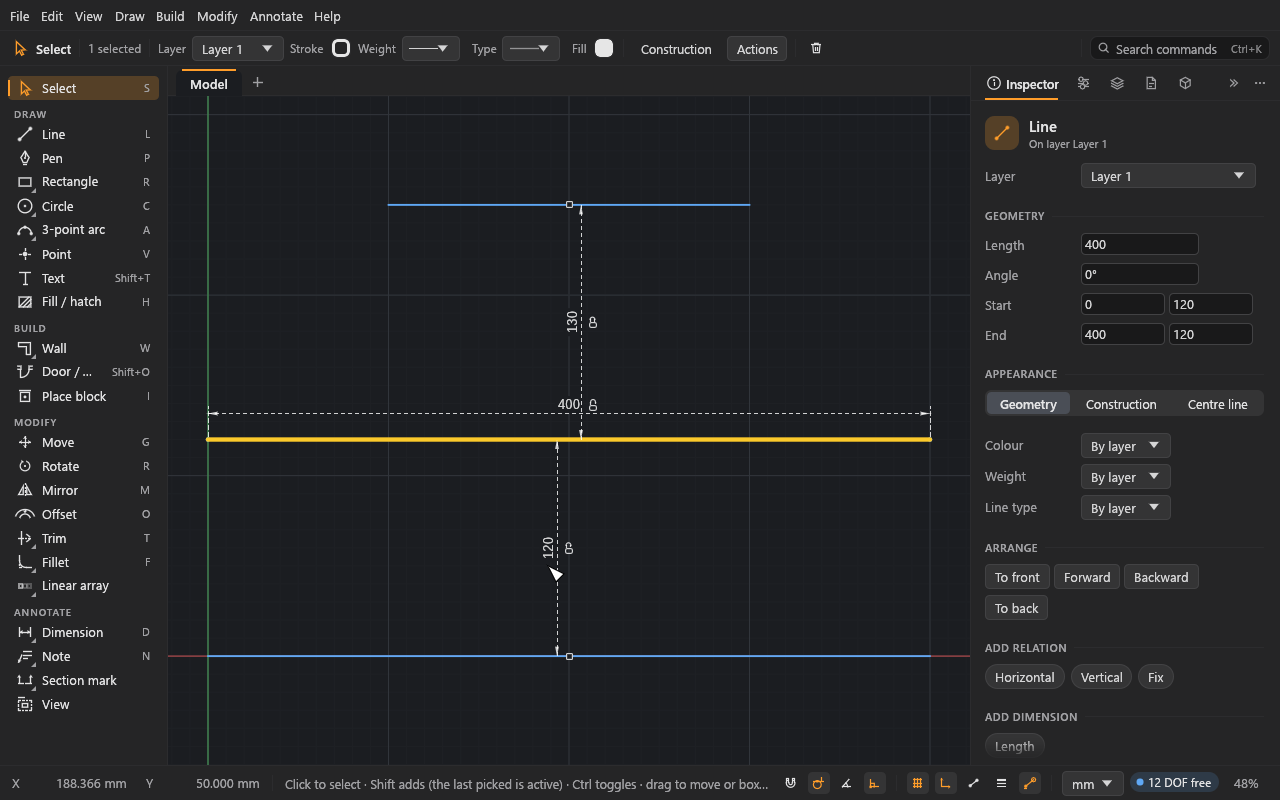 File Edit View Draw Build Modify Annotate Help
Select 1 selected Layer Layer 1 Stroke Weight Type Fill Construction Actions Search commands Ctrl+K
Select S
DRAW
Line L
Pen P
Rectangle R
Circle C
3-point arc A
Point V
Text Shift+T
Fill / hatch H
BUILD
Wall W
Door / ... Shift+O
Place block I
MODIFY
Move G
Rotate R
Mirror M
Offset O
Trim T
Fillet F
Linear array
ANNOTATE
Dimension D
Note N
Section mark
View
Model
130
400
120
Inspector
Line
On layer Layer 1
Layer Layer 1
GEOMETRY
Length 400
Angle 0°
Start 0 120
End 400 120
APPEARANCE
Geometry Construction Centre line
Colour By layer
Weight By layer
Line type By layer
ARRANGE
To front Forward Backward
To back
ADD RELATION
Horizontal Vertical Fix
ADD DIMENSION
Length
X 188.366 mm Y 50.000 mm Click to select · Shift adds (the last picked is active) · Ctrl toggles · drag to move or box... mm 12 DOF free 48%